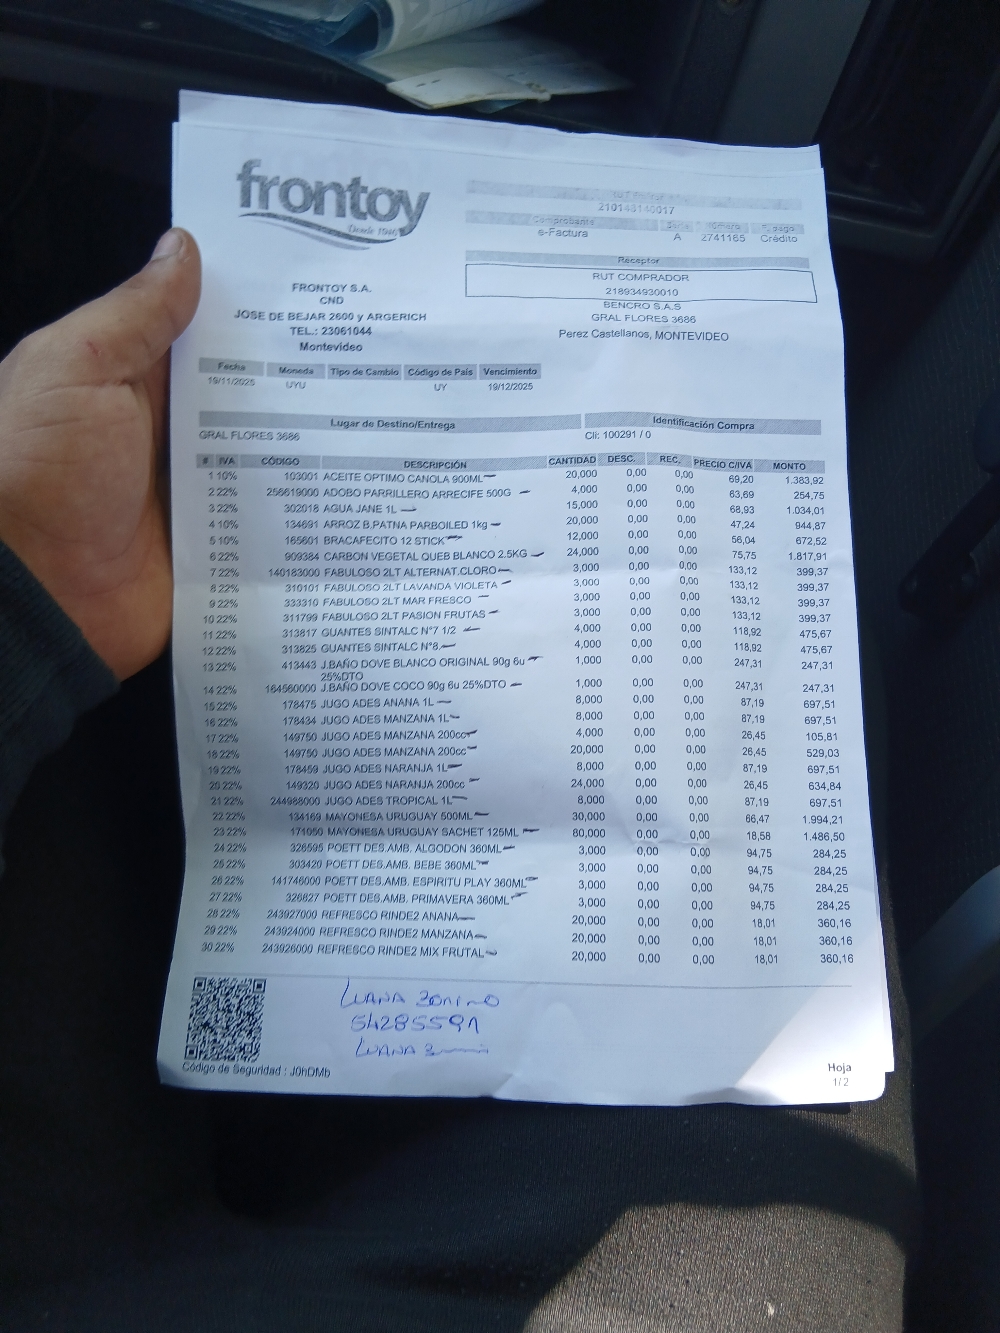 frontoy
Desde 1946
210143140017
Comprobante Serie Número F. pago
e-Factura A 2741165 Crédito
Receptor
RUT COMPRADOR
218934930010
BENCRO S.A.S
GRAL FLORES 3686
Perez Castellanos, MONTEVIDEO
FRONTOY S.A.
CND
JOSE DE BEJAR 2600 y ARGERICH
TEL.: 23061044
Montevideo
Fecha Moneda Tipo de Cambio Código de País Vencimiento
19/11/2025 UYU UY 19/12/2025
Lugar de Destino/Entrega Identificación Compra
GRAL FLORES 3686 Cli: 100291 / 0
# IVA CÓDIGO DESCRIPCIÓN CANTIDAD DESC. REC. PRECIO C/IVA MONTO
1 10% 103001 ACEITE OPTIMO CANOLA 900ML 20,000 0,00 0,00 69,20 1.383,92
2 22% 256619000 ADOBO PARRILLERO ARRECIFE 500G 4,000 0,00 0,00 63,69 254,75
3 22% 302018 AGUA JANE 1L 15,000 0,00 0,00 68,93 1.034,01
4 10% 134691 ARROZ B.PATNA PARBOILED 1kg 20,000 0,00 0,00 47,24 944,87
5 10% 165601 BRACAFECITO 12 STICK 12,000 0,00 0,00 56,04 672,52
6 22% 909384 CARBON VEGETAL QUEB BLANCO 2.5KG 24,000 0,00 0,00 75,75 1.817,91
7 22% 140183000 FABULOSO 2LT ALTERNAT.CLORO 3,000 0,00 0,00 133,12 399,37
8 22% 310101 FABULOSO 2LT LAVANDA VIOLETA 3,000 0,00 0,00 133,12 399,37
9 22% 333310 FABULOSO 2LT MAR FRESCO 3,000 0,00 0,00 133,12 399,37
10 22% 311799 FABULOSO 2LT PASION FRUTAS 3,000 0,00 0,00 133,12 399,37
11 22% 313817 GUANTES SINTALC N°7 1/2 4,000 0,00 0,00 118,92 475,67
12 22% 313825 GUANTES SINTALC N°8 4,000 0,00 0,00 118,92 475,67
13 22% 413443 J.BAÑO DOVE BLANCO ORIGINAL 90g 6u 1,000 0,00 0,00 247,31 247,31
25%DTO
14 22% 164560000 J.BAÑO DOVE COCO 90g 6u 25%DTO 1,000 0,00 0,00 247,31 247,31
15 22% 178475 JUGO ADES ANANA 1L 8,000 0,00 0,00 87,19 697,51
16 22% 178434 JUGO ADES MANZANA 1L 8,000 0,00 0,00 87,19 697,51
17 22% 149750 JUGO ADES MANZANA 200cc 4,000 0,00 0,00 26,45 105,81
18 22% 149750 JUGO ADES MANZANA 200cc 20,000 0,00 0,00 26,45 529,03
19 22% 178459 JUGO ADES NARANJA 1L 8,000 0,00 0,00 87,19 697,51
20 22% 149320 JUGO ADES NARANJA 200cc 24,000 0,00 0,00 26,45 634,84
21 22% 244988000 JUGO ADES TROPICAL 1L 8,000 0,00 0,00 87,19 697,51
22 22% 134169 MAYONESA URUGUAY 500ML 30,000 0,00 0,00 66,47 1.994,21
23 22% 171050 MAYONESA URUGUAY SACHET 125ML 80,000 0,00 0,00 18,58 1.486,50
24 22% 326595 POETT DES.AMB. ALGODON 360ML 3,000 0,00 0,00 94,75 284,25
25 22% 303420 POETT DES.AMB. BEBE 360ML 3,000 0,00 0,00 94,75 284,25
26 22% 141746000 POETT DES.AMB. ESPIRITU PLAY 360ML 3,000 0,00 0,00 94,75 284,25
27 22% 326827 POETT DES.AMB. PRIMAVERA 360ML 3,000 0,00 0,00 94,75 284,25
28 22% 243927000 REFRESCO RINDE2 ANANA 20,000 0,00 0,00 18,01 360,16
29 22% 243924000 REFRESCO RINDE2 MANZANA 20,000 0,00 0,00 18,01 360,16
30 22% 243926000 REFRESCO RINDE2 MIX FRUTAL 20,000 0,00 0,00 18,01 360,16
LUANA
LUANA
Código de Seguridad : J0hDMb
Hoja
1/2